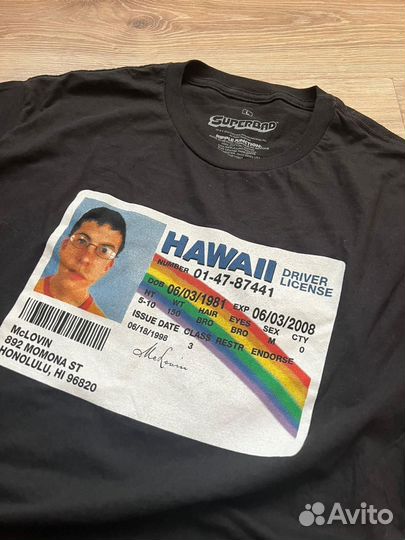 L
SUPERBAD
RIPPLE JUNCTION
HAWAII
DRIVER
LICENSE
NUMBER 01-47-87441
DOB 06/03/1981 EXP 06/03/2008
HT WT HAIR EYES SEX CTY
5-10 150 BRO BRO M 0
ISSUE DATE CLASS RESTR ENDORSE
06/18/1998 3
McLovin
McLOVIN
892 MOMONA ST
HONOLULU, HI 96820
Avito